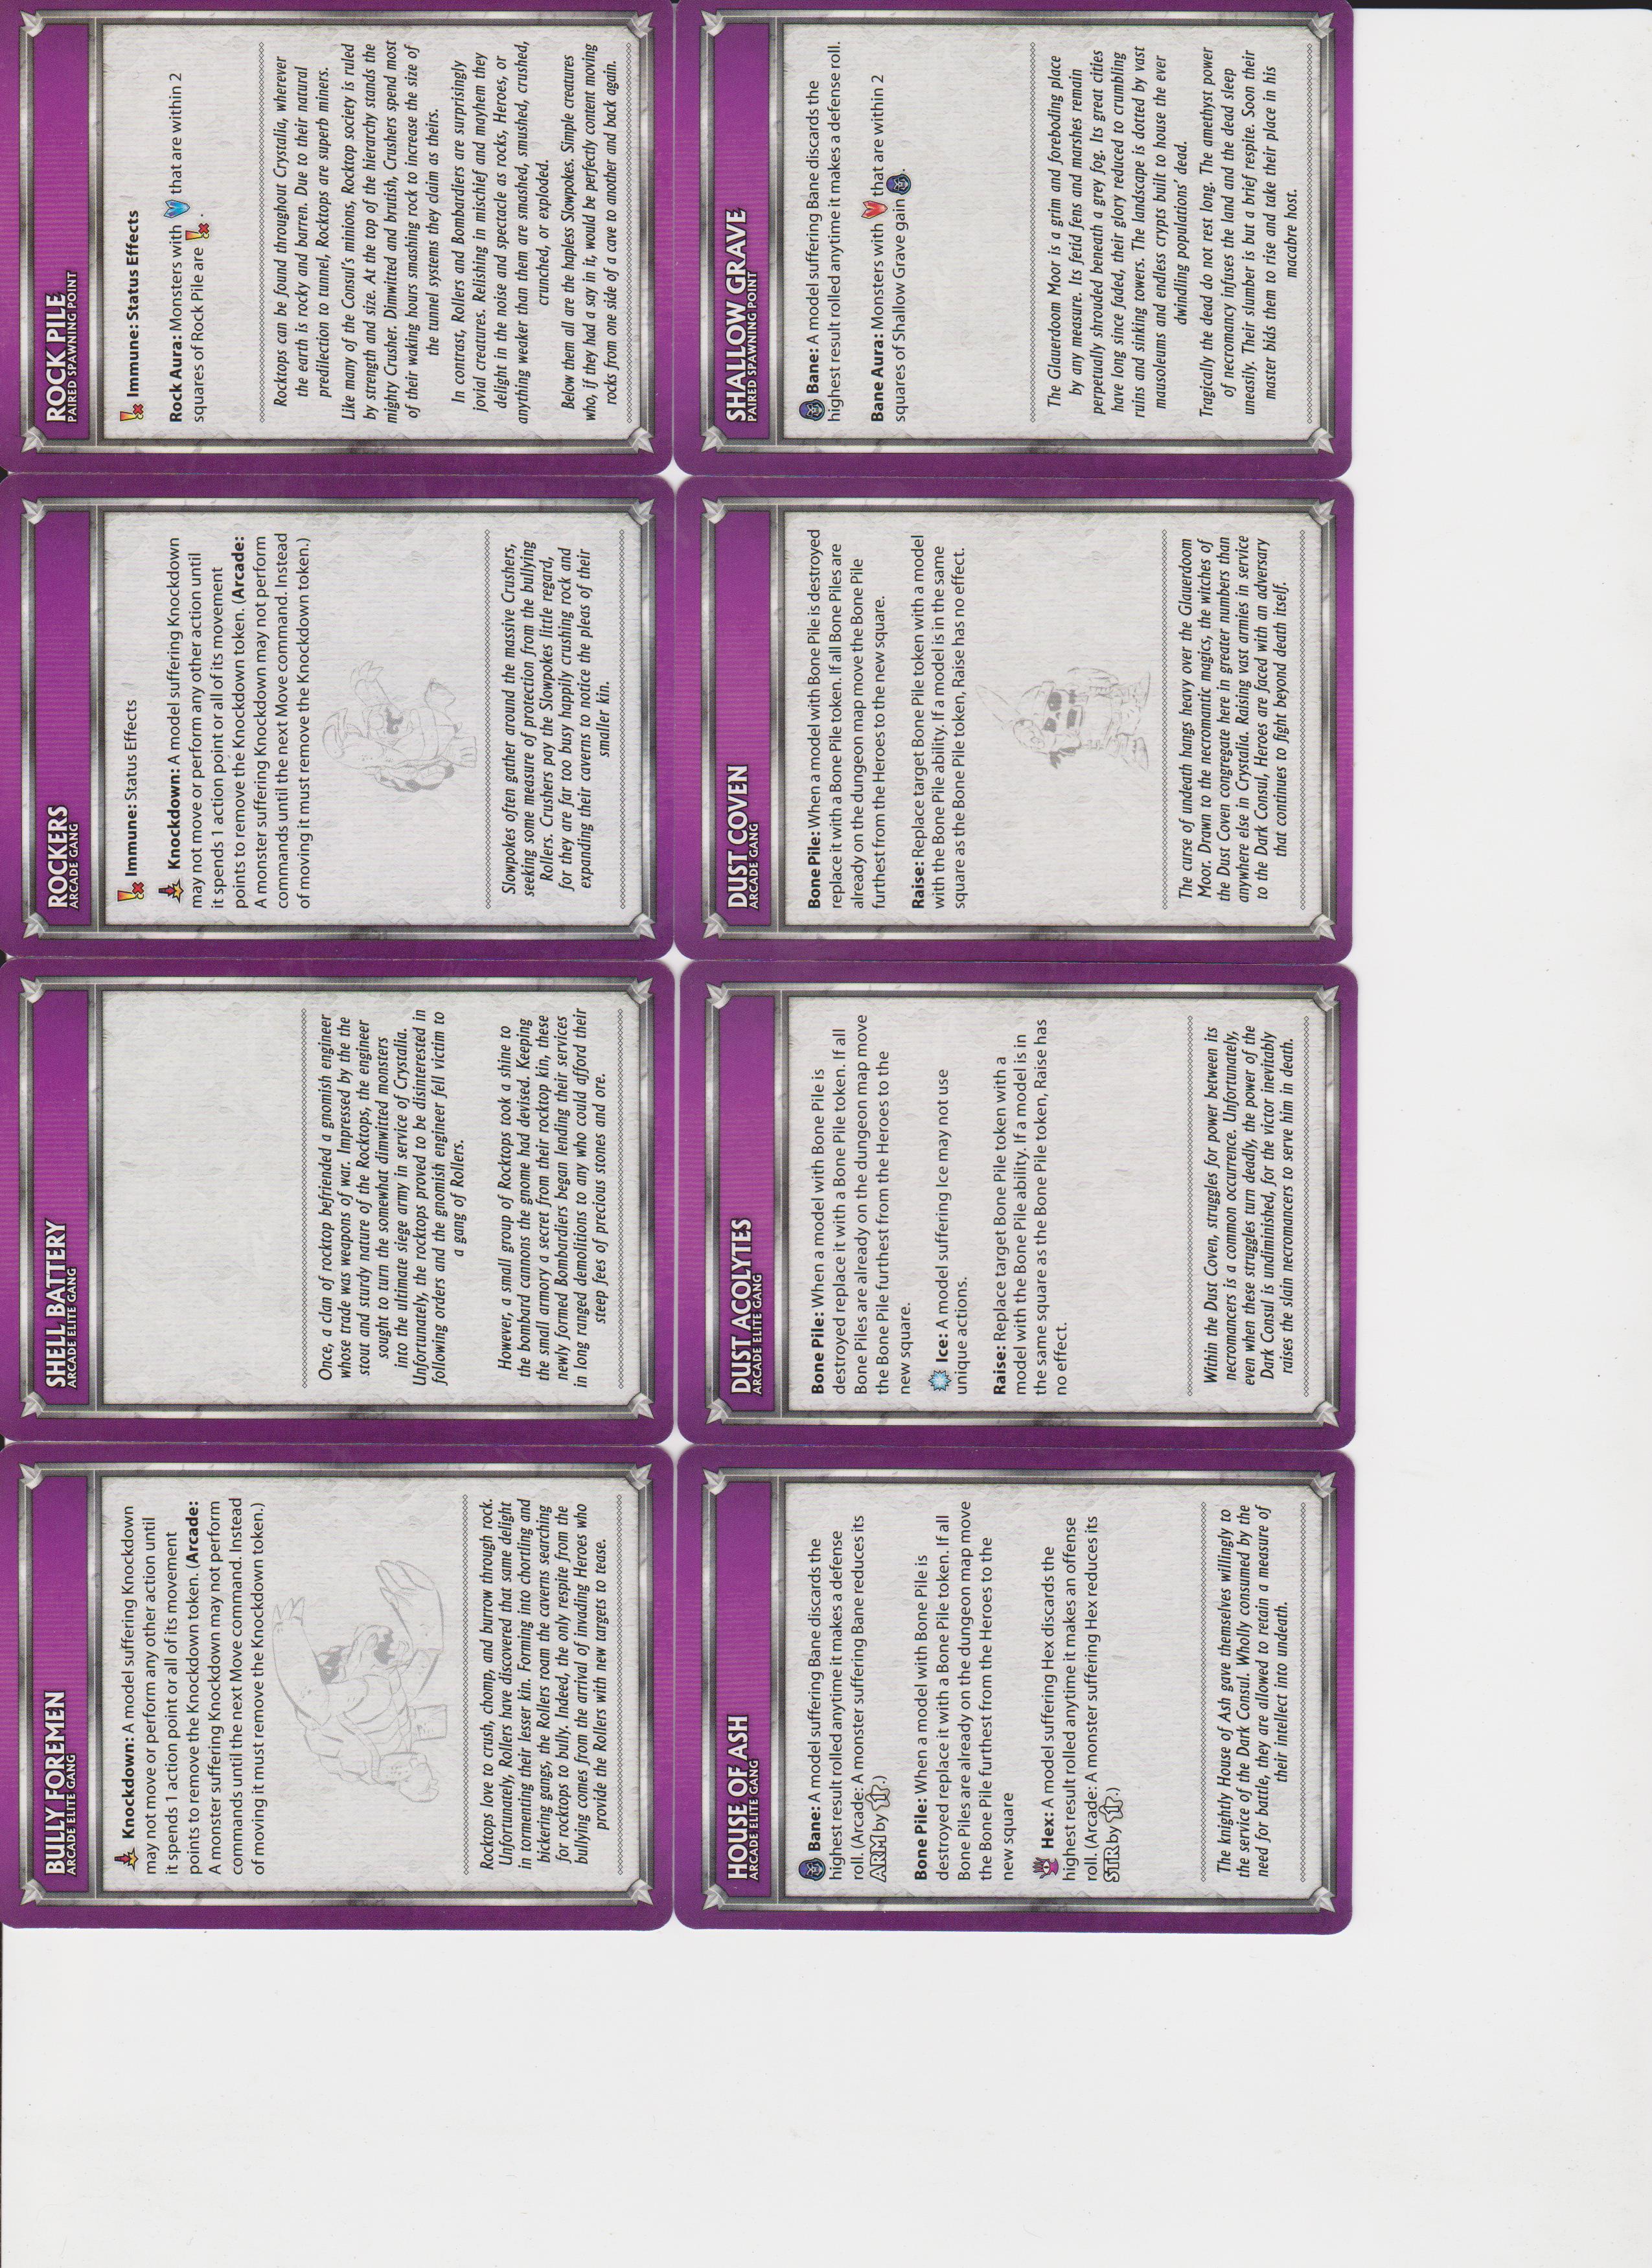 BULLY FOREMEN
ARCADE ELITE GANG
Knockdown: A model suffering Knockdown
may not move or perform any other action until
it spends 1 action point or all of its movement
points to remove the Knockdown token. (Arcade:
A monster suffering Knockdown may not perform
commands until the next Move command. Instead
of moving it must remove the Knockdown token.)
Rocktops love to crush, chomp, and burrow through rock.
Unfortunately, Rollers have discovered that same delight
in tormenting their lesser kin. Forming into chortling and
bickering gangs, the Rollers roam the caverns searching
for rocktops to bully. Indeed, the only respite from the
bullying comes from the arrival of invading Heroes who
provide the Rollers with new targets to tease.
SHELL BATTERY
ARCADE ELITE GANG
Once, a clan of rocktop befriended a gnomish engineer
whose trade was weapons of war. Impressed by the the
stout and sturdy nature of the Rocktops, the engineer
sought to turn the somewhat dimwitted monsters
into the ultimate siege army in service of Crystalia.
Unfortunately, the rocktops proved to be disinterested in
following orders and the gnomish engineer fell victim to
a gang of Rollers.
However, a small group of Rocktops took a shine to
the bombard cannons the gnome had devised. Keeping
the small armory a secret from their rocktop kin, these
newly formed Bombardiers began lending their services
in long ranged demolitions to any who could afford their
steep fees of precious stones and ore.
ROCKERS
ARCADE GANG
Immune: Status Effects
Knockdown: A model suffering Knockdown
may not move or perform any other action until
it spends 1 action point or all of its movement
points to remove the Knockdown token. (Arcade:
A monster suffering Knockdown may not perform
commands until the next Move command. Instead
of moving it must remove the Knockdown token.)
Slowpokes often gather around the massive Crushers,
seeking some measure of protection from the bullying
Rollers. Crushers pay the Slowpokes little regard,
for they are far too busy happily crushing rock and
expanding their caverns to notice the pleas of their
smaller kin.
ROCK PILE
PAIRED SPAWNING POINT
Immune: Status Effects
Rock Aura: Monsters with that are within 2
squares of Rock Pile are .
Rocktops can be found throughout Crystalia, wherever
the earth is rocky and barren. Due to their natural
predilection to tunnel, Rocktops are superb miners.
Like many of the Consul's minions, Rocktop society is ruled
by strength and size. At the top of the hierarchy stands the
mighty Crusher. Dimwitted and brutish, Crushers spend most
of their waking hours smashing rock to increase the size of
the tunnel systems they claim as theirs.
In contrast, Rollers and Bombardiers are surprisingly
jovial creatures. Relishing in mischief and mayhem they
delight in the noise and spectacle as rocks, Heroes, or
anything weaker than them are smashed, smushed, crushed,
crunched, or exploded.
Below them all are the hapless Slowpokes. Simple creatures
who, if they had a say in it, would be perfectly content moving
rocks from one side of a cave to another and back again.
HOUSE OF ASH
ARCADE ELITE GANG
Bane: A model suffering Bane discards the
highest result rolled anytime it makes a defense
roll. (Arcade: A monster suffering Bane reduces its
ARM by 1.)
Bone Pile: When a model with Bone Pile is
destroyed replace it with a Bone Pile token. If all
Bone Piles are already on the dungeon map move
the Bone Pile furthest from the Heroes to the
new square
Hex: A model suffering Hex discards the
highest result rolled anytime it makes an offense
roll. (Arcade: A monster suffering Hex reduces its
STR by 1.)
The knightly House of Ash gave themselves willingly to
the service of the Dark Consul. Wholly consumed by the
need for battle, they are allowed to retain a measure of
their intellect into undeath.
DUST ACOLYTES
ARCADE ELITE GANG
Bone Pile: When a model with Bone Pile is
destroyed replace it with a Bone Pile token. If all
Bone Piles are already on the dungeon map move
the Bone Pile furthest from the Heroes to the
new square.
Ice: A model suffering Ice may not use
unique actions.
Raise: Replace target Bone Pile token with a
model with the Bone Pile ability. If a model is in
the same square as the Bone Pile token, Raise has
no effect.
Within the Dust Coven, struggles for power between its
necromancers is a common occurrence. Unfortunately,
even when these struggles turn deadly, the power of the
Dark Consul is undiminished, for the victor inevitably
raises the slain necromancers to serve him in death.
DUST COVEN
ARCADE GANG
Bone Pile: When a model with Bone Pile is destroyed
replace it with a Bone Pile token. If all Bone Piles are
already on the dungeon map move the Bone Pile
furthest from the Heroes to the new square.
Raise: Replace target Bone Pile token with a model
with the Bone Pile ability. If a model is in the same
square as the Bone Pile token, Raise has no effect.
The curse of undeath hangs heavy over the Glauerdoom
Moor. Drawn to the necromantic magics, the witches of
the Dust Coven congregate here in greater numbers than
anywhere else in Crystalia. Raising vast armies in service
to the Dark Consul, Heroes are faced with an adversary
that continues to fight beyond death itself.
SHALLOW GRAVE
PAIRED SPAWNING POINT
Bane: A model suffering Bane discards the
highest result rolled anytime it makes a defense roll.
Bane Aura: Monsters with that are within 2
squares of Shallow Grave gain .
The Glauerdoom Moor is a grim and foreboding place
by any measure. Its fetid fens and marshes remain
perpetually shrouded beneath a grey fog. Its great cities
have long since faded, their glory reduced to crumbling
ruins and sinking towers. The landscape is dotted by vast
musoleums and endless crypts built to house the ever
dwindling populations' dead.
Tragically the dead do not rest long. The amethyst power
of necromancy infuses the land and the dead sleep
uneasily. Their slumber is but a brief respite. Soon their
master bids them to rise and take their place in his
macabre host.